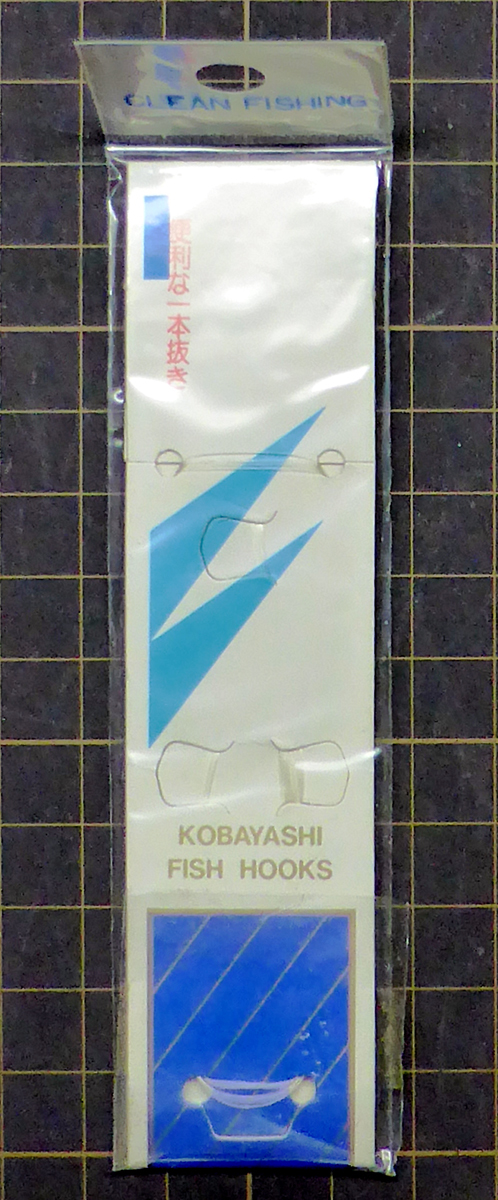 CLEAN FISHING
便利な一本抜き
KOBAYASHI
FISH HOOKS